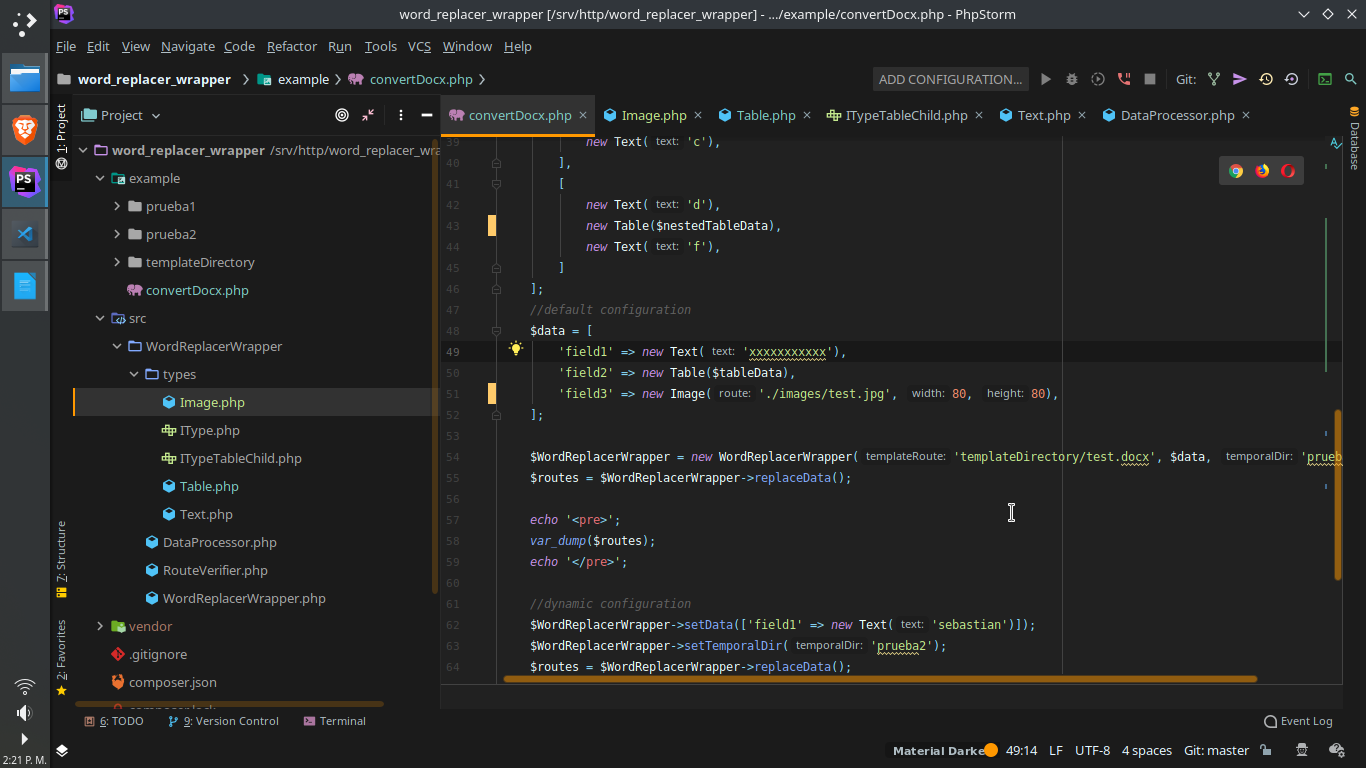 PS
word_replacer_wrapper [/srv/http/word_replacer_wrapper] - .../example/convertDocx.php - PhpStorm
File Edit View Navigate Code Refactor Run Tools VCS Window Help
word_replacer_wrapper example convertDocx.php
ADD CONFIGURATION... Git:
1: Project
Project
convertDocx.php Image.php Table.php ITypeTableChild.php Text.php DataProcessor.php
Database
word_replacer_wrapper /srv/http/word_replacer_wra
example
prueba1
prueba2
templateDirectory
convertDocx.php
src
WordReplacerWrapper
types
Image.php
IType.php
ITypeTableChild.php
Table.php
Text.php
DataProcessor.php
RouteVerifier.php
WordReplacerWrapper.php
vendor
.gitignore
composer.json
composer.lock
PS
7: Structure
2: Favorites
39 new Text( text: 'c'),
40 ],
41 [
42 new Text( text: 'd'),
43 new Table($nestedTableData),
44 new Text( text: 'f'),
45 ]
46 ];
47 //default configuration
48 $data = [
49 'field1' => new Text( text: 'xxxxxxxxxxx'),
50 'field2' => new Table($tableData),
51 'field3' => new Image( route: './images/test.jpg', width: 80, height: 80),
52 ];
53
54 $WordReplacerWrapper = new WordReplacerWrapper( templateRoute: 'templateDirectory/test.docx', $data, temporalDir: 'prueb
55 $routes = $WordReplacerWrapper->replaceData();
56
57 echo '<pre>';
58 var_dump($routes);
59 echo '</pre>';
60
61 //dynamic configuration
62 $WordReplacerWrapper->setData(['field1' => new Text( text: 'sebastian')]);
63 $WordReplacerWrapper->setTemporalDir( temporalDir: 'prueba2');
64 $routes = $WordReplacerWrapper->replaceData();
6: TODO 9: Version Control Terminal Event Log
Material Darke 49:14 LF UTF-8 4 spaces Git: master
2:21 P. M.